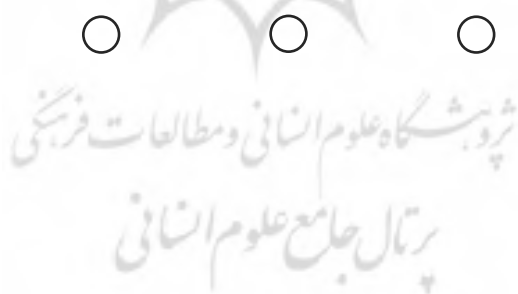 پژوهشگاه علوم انسانی و مطالعات فرهنگی
پرتال جامع علوم انسانی